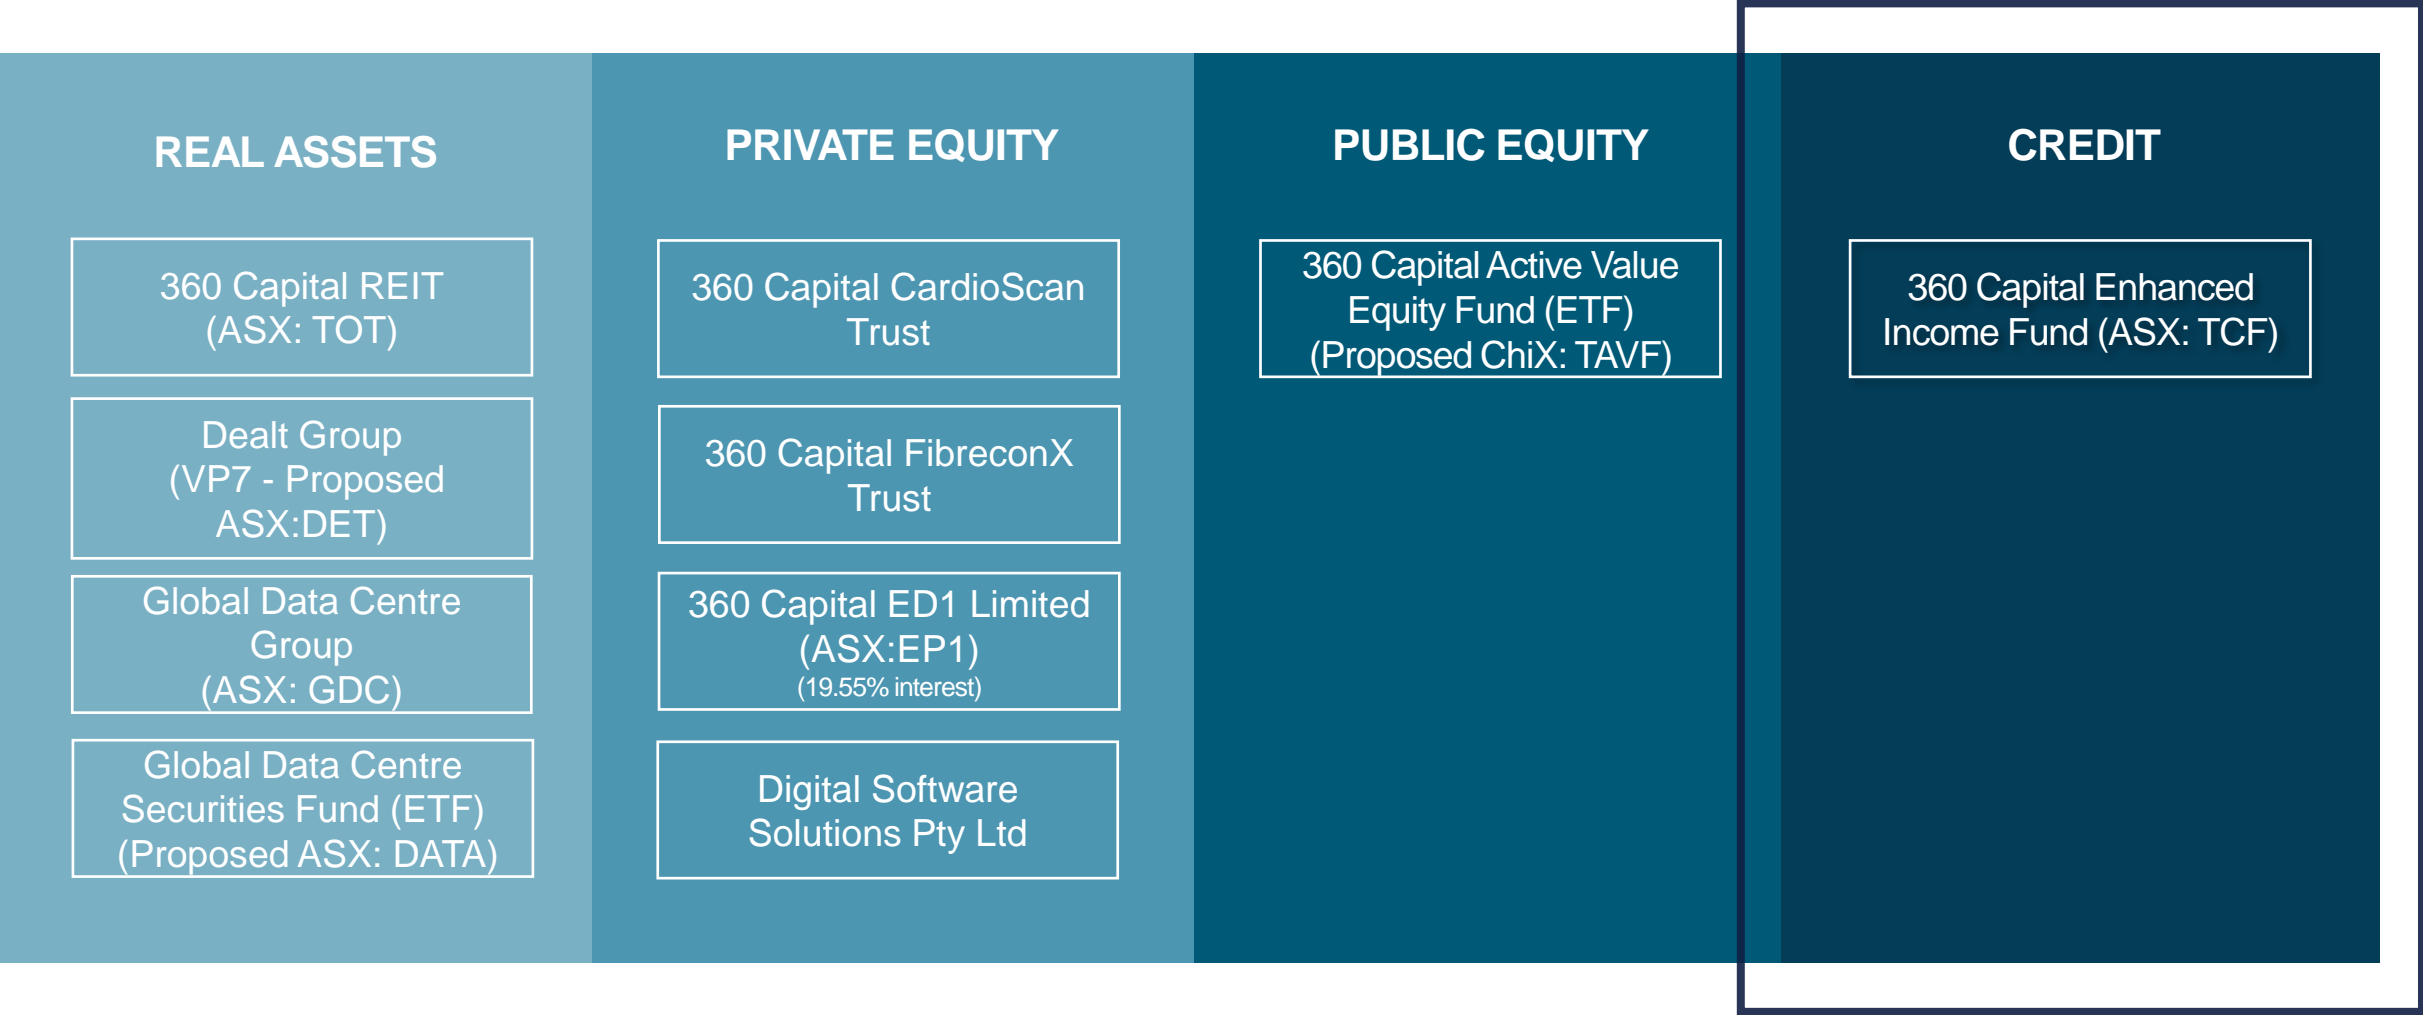 REAL ASSETS
360 Capital REIT
(ASX: TOT)
Dealt Group
(VP7 - Proposed
ASX:DET)
Global Data Centre
Group
(ASX: GDC)
Global Data Centre
Securities Fund (ETF)
(Proposed ASX: DATA)
PRIVATE EQUITY
360 Capital CardioScan
Trust
360 Capital FibreconX
Trust
360 Capital ED1 Limited
(ASX:EP1)
(19.55% interest)
Digital Software
Solutions Pty Ltd
PUBLIC EQUITY
360 Capital Active Value
Equity Fund (ETF)
(Proposed ChiX: TAVF)
CREDIT
360 Capital Enhanced
Income Fund (ASX: TCF)